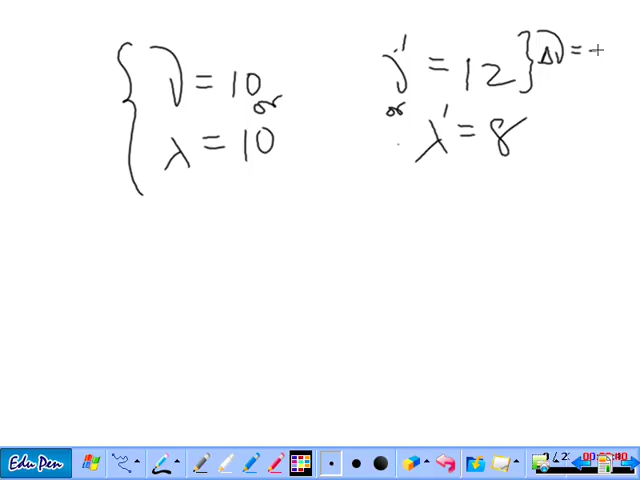 ν = 10
or
λ = 10
ν' = 12 } Δν = +
or
λ' = 8
Edu Pen